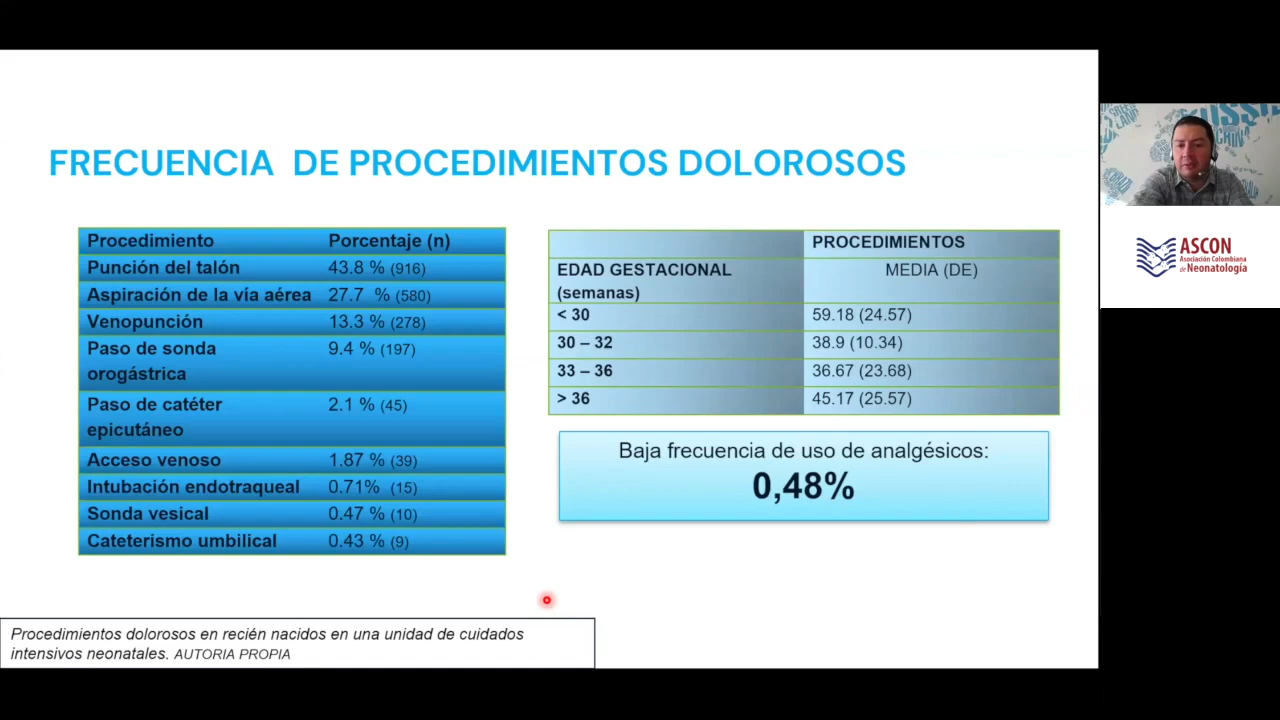 FRECUENCIA DE PROCEDIMIENTOS DOLOROSOS
Procedimiento Porcentaje (n)
Punción del talón 43.8 % (916)
Aspiración de la vía aérea 27.7 % (580)
Venopunción 13.3 % (278)
Paso de sonda 9.4 % (197)
orogástrica
Paso de catéter 2.1 % (45)
epicutáneo
Acceso venoso 1.87 % (39)
Intubación endotraqueal 0.71% (15)
Sonda vesical 0.47 % (10)
Cateterismo umbilical 0.43 % (9)
PROCEDIMIENTOS
EDAD GESTACIONAL MEDIA (DE)
(semanas)
< 30 59.18 (24.57)
30 – 32 38.9 (10.34)
33 – 36 36.67 (23.68)
> 36 45.17 (25.57)
Baja frecuencia de uso de analgésicos:
0,48%
Procedimientos dolorosos en recién nacidos en una unidad de cuidados
intensivos neonatales. AUTORIA PROPIA
ASCON
Asociación Colombiana
de Neonatología